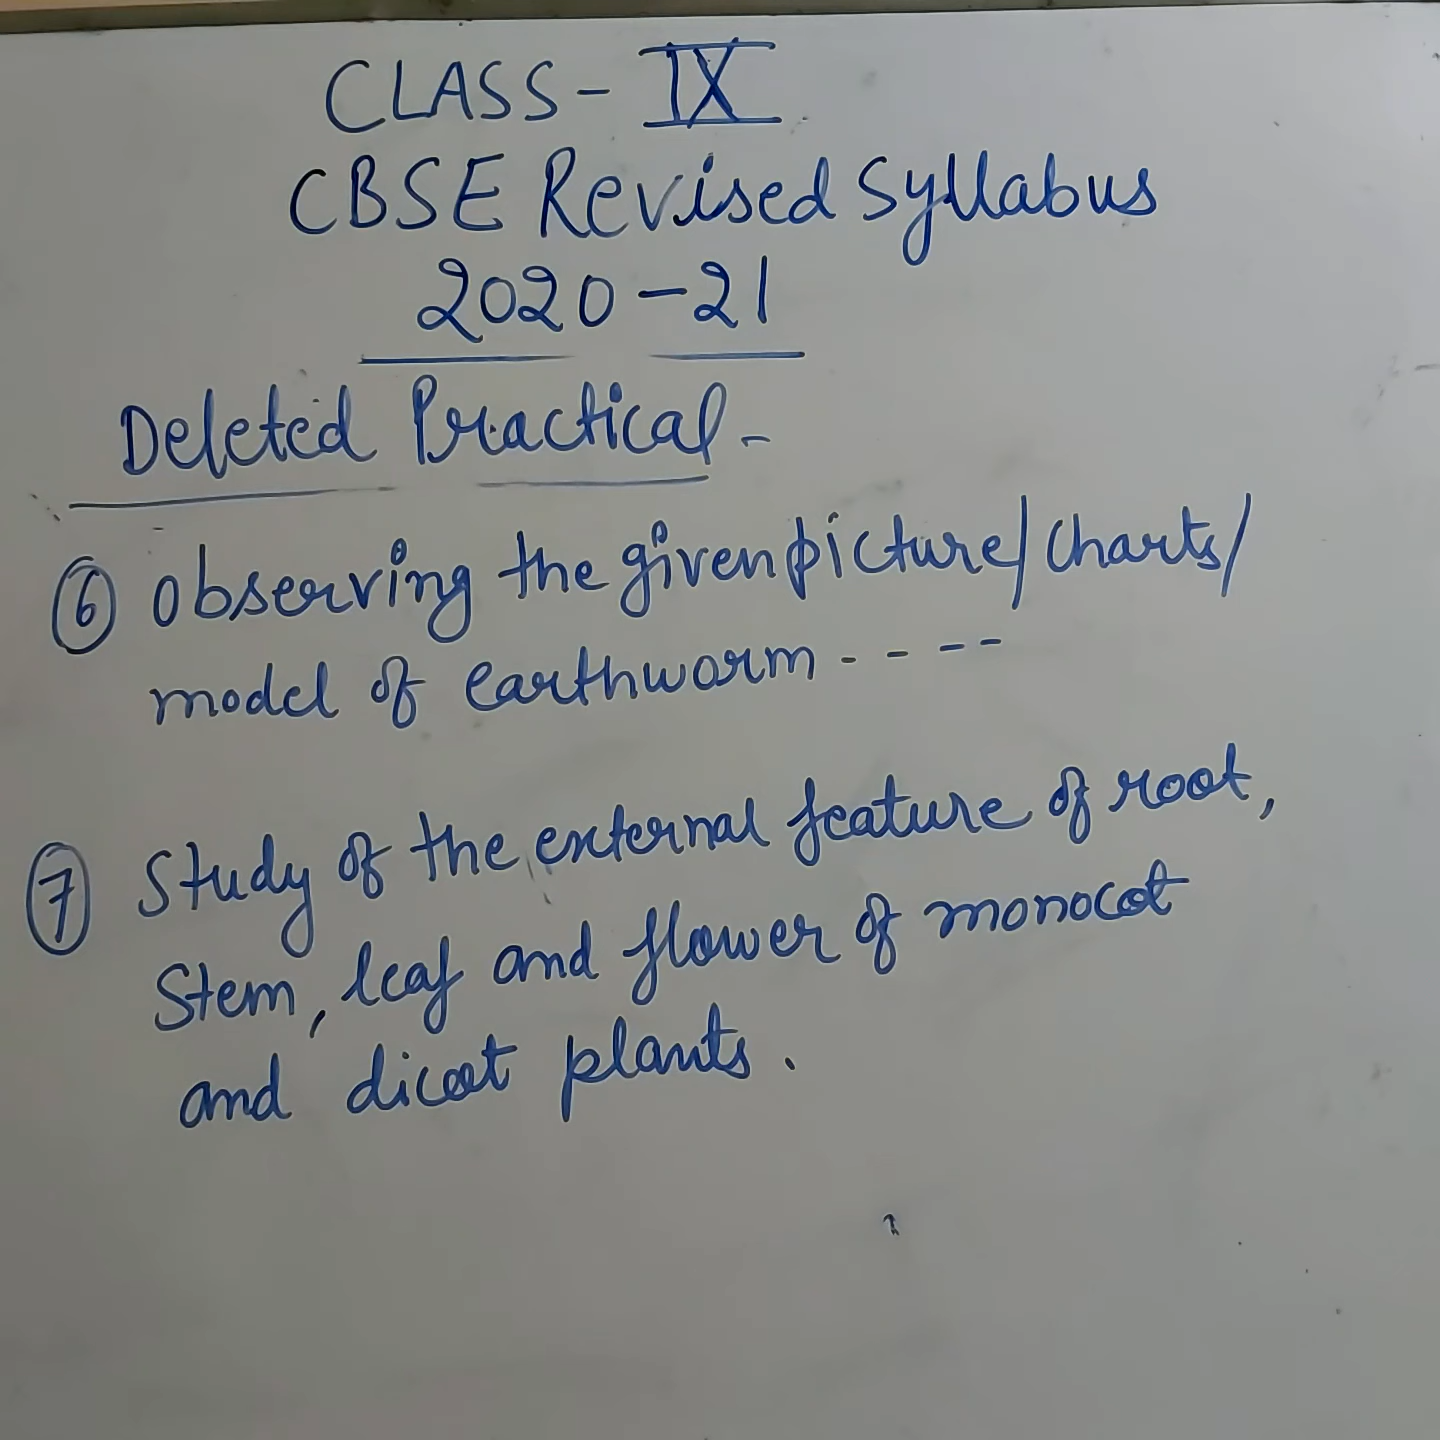 CLASS - IX
CBSE Revised Syllabus
2020-21
Deleted Practical -
⑥ Observing the given picture/charts/
model of earthworm - - - -
⑦ Study of the external feature of root,
Stem, leaf and flower of monocot
and dicot plants.